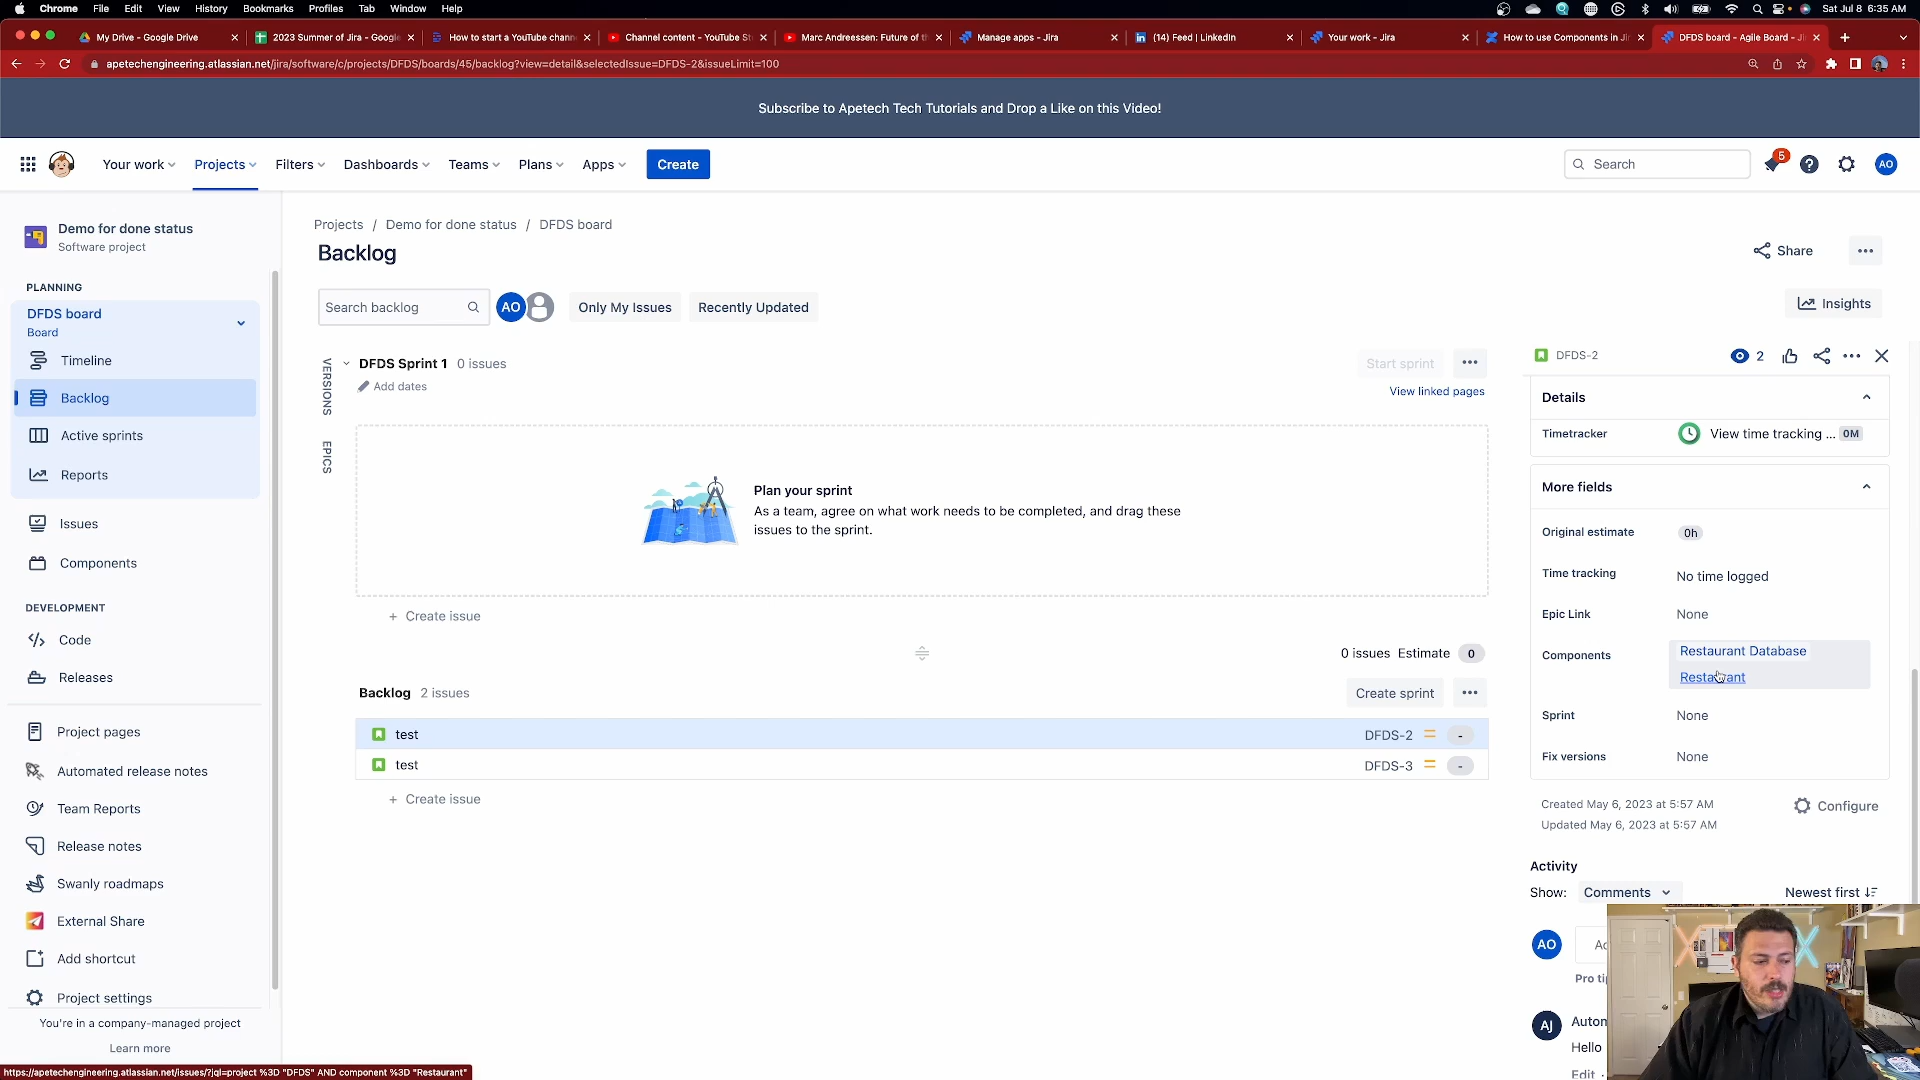 Chrome File Edit View History Bookmarks Profiles Tab Window Help
Sat Jul 8 6:35 AM
My Drive - Google Drive
2023 Summer of Jira - Google
How to start a YouTube chann
Channel content - YouTube St
Marc Andreessen: Future of th
Manage apps - Jira
(14) Feed | LinkedIn
Your work - Jira
How to use Components in Jir
DFDS board - Agile Board - Ji
apetechengineering.atlassian.net/jira/software/c/projects/DFDS/boards/45/backlog?view=detail&selectedIssue=DFDS-2&issueLimit=100
Subscribe to Apetech Tech Tutorials and Drop a Like on this Video!
Your work Projects Filters Dashboards Teams Plans Apps Create
Search
5
AO
Demo for done status
Software project
PLANNING
DFDS board
Board
Timeline
Backlog
Active sprints
Reports
Issues
Components
DEVELOPMENT
Code
Releases
Project pages
Automated release notes
Team Reports
Release notes
Swanly roadmaps
External Share
Add shortcut
Project settings
You're in a company-managed project
Learn more
https://apetechengineering.atlassian.net/issues/?jql=project %3D "DFDS" AND component %3D "Restaurant"
Projects / Demo for done status / DFDS board
Backlog
Share
Search backlog
AO
Only My Issues
Recently Updated
Insights
VERSIONS
EPICS
DFDS Sprint 1 0 issues
Add dates
Start sprint
View linked pages
Plan your sprint
As a team, agree on what work needs to be completed, and drag these
issues to the sprint.
+ Create issue
0 issues Estimate 0
Backlog 2 issues
Create sprint
test DFDS-2 -
test DFDS-3 -
+ Create issue
DFDS-2
2
Details
Timetracker View time tracking ... 0M
More fields
Original estimate 0h
Time tracking No time logged
Epic Link None
Components Restaurant Database
Restaurant
Sprint None
Fix versions None
Created May 6, 2023 at 5:57 AM
Updated May 6, 2023 at 5:57 AM
Configure
Activity
Show: Comments
Newest first
AO
Pro tip
AJ
Autom
Hello
Edit ·